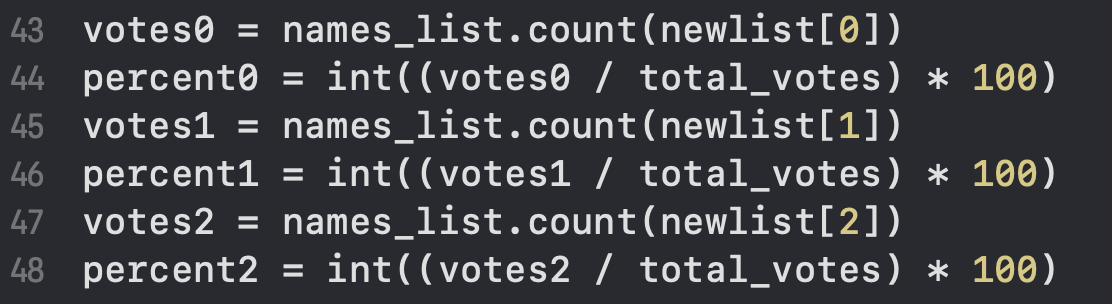 43 votes0 = names_list.count(newlist[0])
44 percent0 = int((votes0 / total_votes) * 100)
45 votes1 = names_list.count(newlist[1])
46 percent1 = int((votes1 / total_votes) * 100)
47 votes2 = names_list.count(newlist[2])
48 percent2 = int((votes2 / total_votes) * 100)